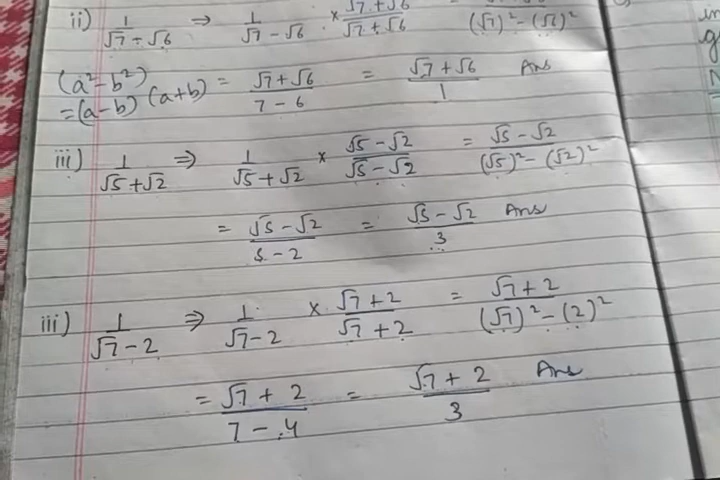 ii) 1/(√7 - √6) ⇒ 1/(√7 - √6) × (√7 + √6)/(√7 + √6) (√7)² - (√6)²
(a² - b²)
= (a - b) (a + b) = (√7 + √6)/(7 - 6) = (√7 + √6)/1 Ans
iii) 1/(√5 + √2) ⇒ 1/(√5 + √2) × (√5 - √2)/(√5 - √2) = (√5 - √2)/((√5)² - (√2)²)
= (√5 - √2)/(5 - 2) = (√5 - √2)/3 Ans
iii) 1/(√7 - 2) ⇒ 1/(√7 - 2) × (√7 + 2)/(√7 + 2) = (√7 + 2)/((√7)² - (2)²)
= (√7 + 2)/(7 - 4) = (√7 + 2)/3 Ans